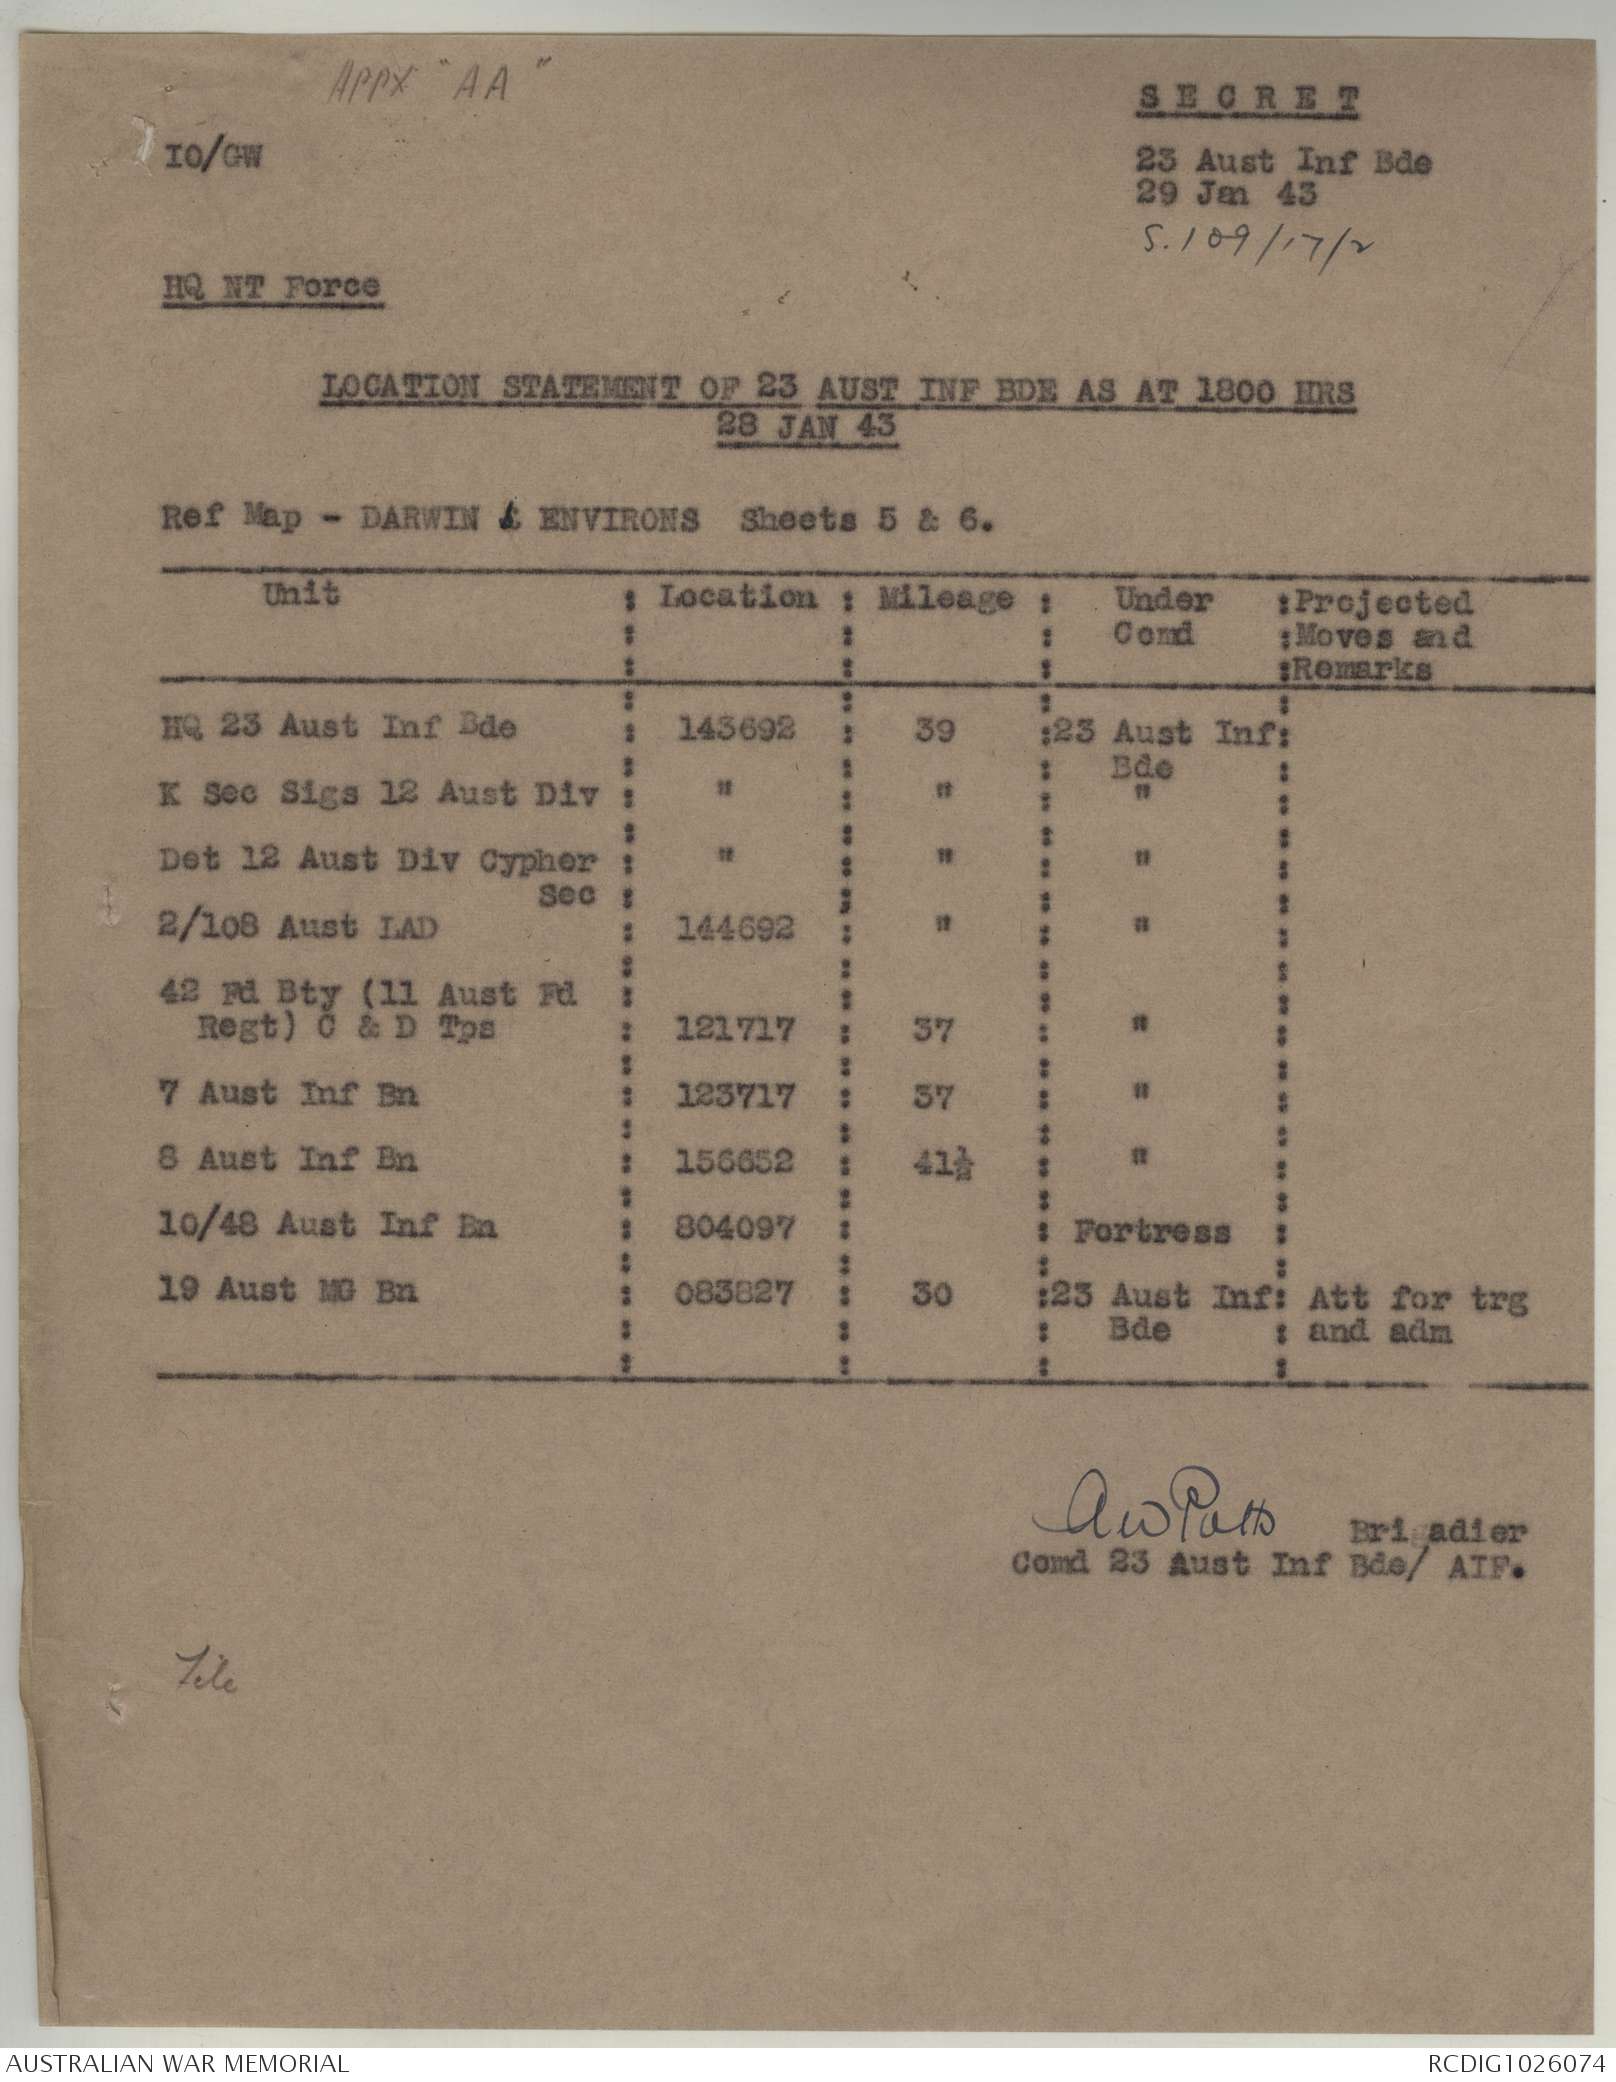 APPX "AA"
SECRET
IO/GW
23 Aust Inf Bde
29 Jan 43
S.109/17/2
HQ NT Force
LOCATION STATEMENT OF 23 AUST INF BDE AS AT 1800 HRS
28 JAN 43
Ref Map - DARWIN & ENVIRONS Sheets 5 & 6.
Unit : Location : Mileage : Under : Projected
Comd : Moves and
: Remarks
HQ 23 Aust Inf Bde : 143692 : 39 : 23 Aust Inf :
Bde
K Sec Sigs 12 Aust Div : " : " : " :
Det 12 Aust Div Cypher : " : " : " :
Sec :
2/108 Aust LAD : 144692 : " : " :
42 Fd Bty (11 Aust Fd :
Regt) C & D Tps : 121717 : 37 : " :
7 Aust Inf Bn : 123717 : 37 : " :
8 Aust Inf Bn : 156652 : 41½ : " :
10/48 Aust Inf Bn : 804097 : : Fortress :
19 Aust MG Bn : 083827 : 30 : 23 Aust Inf : Att for trg
Bde : and adm
AW Potts Brigadier
Comd 23 Aust Inf Bde/ AIF.
File
AUSTRALIAN WAR MEMORIAL RCDIG1026074